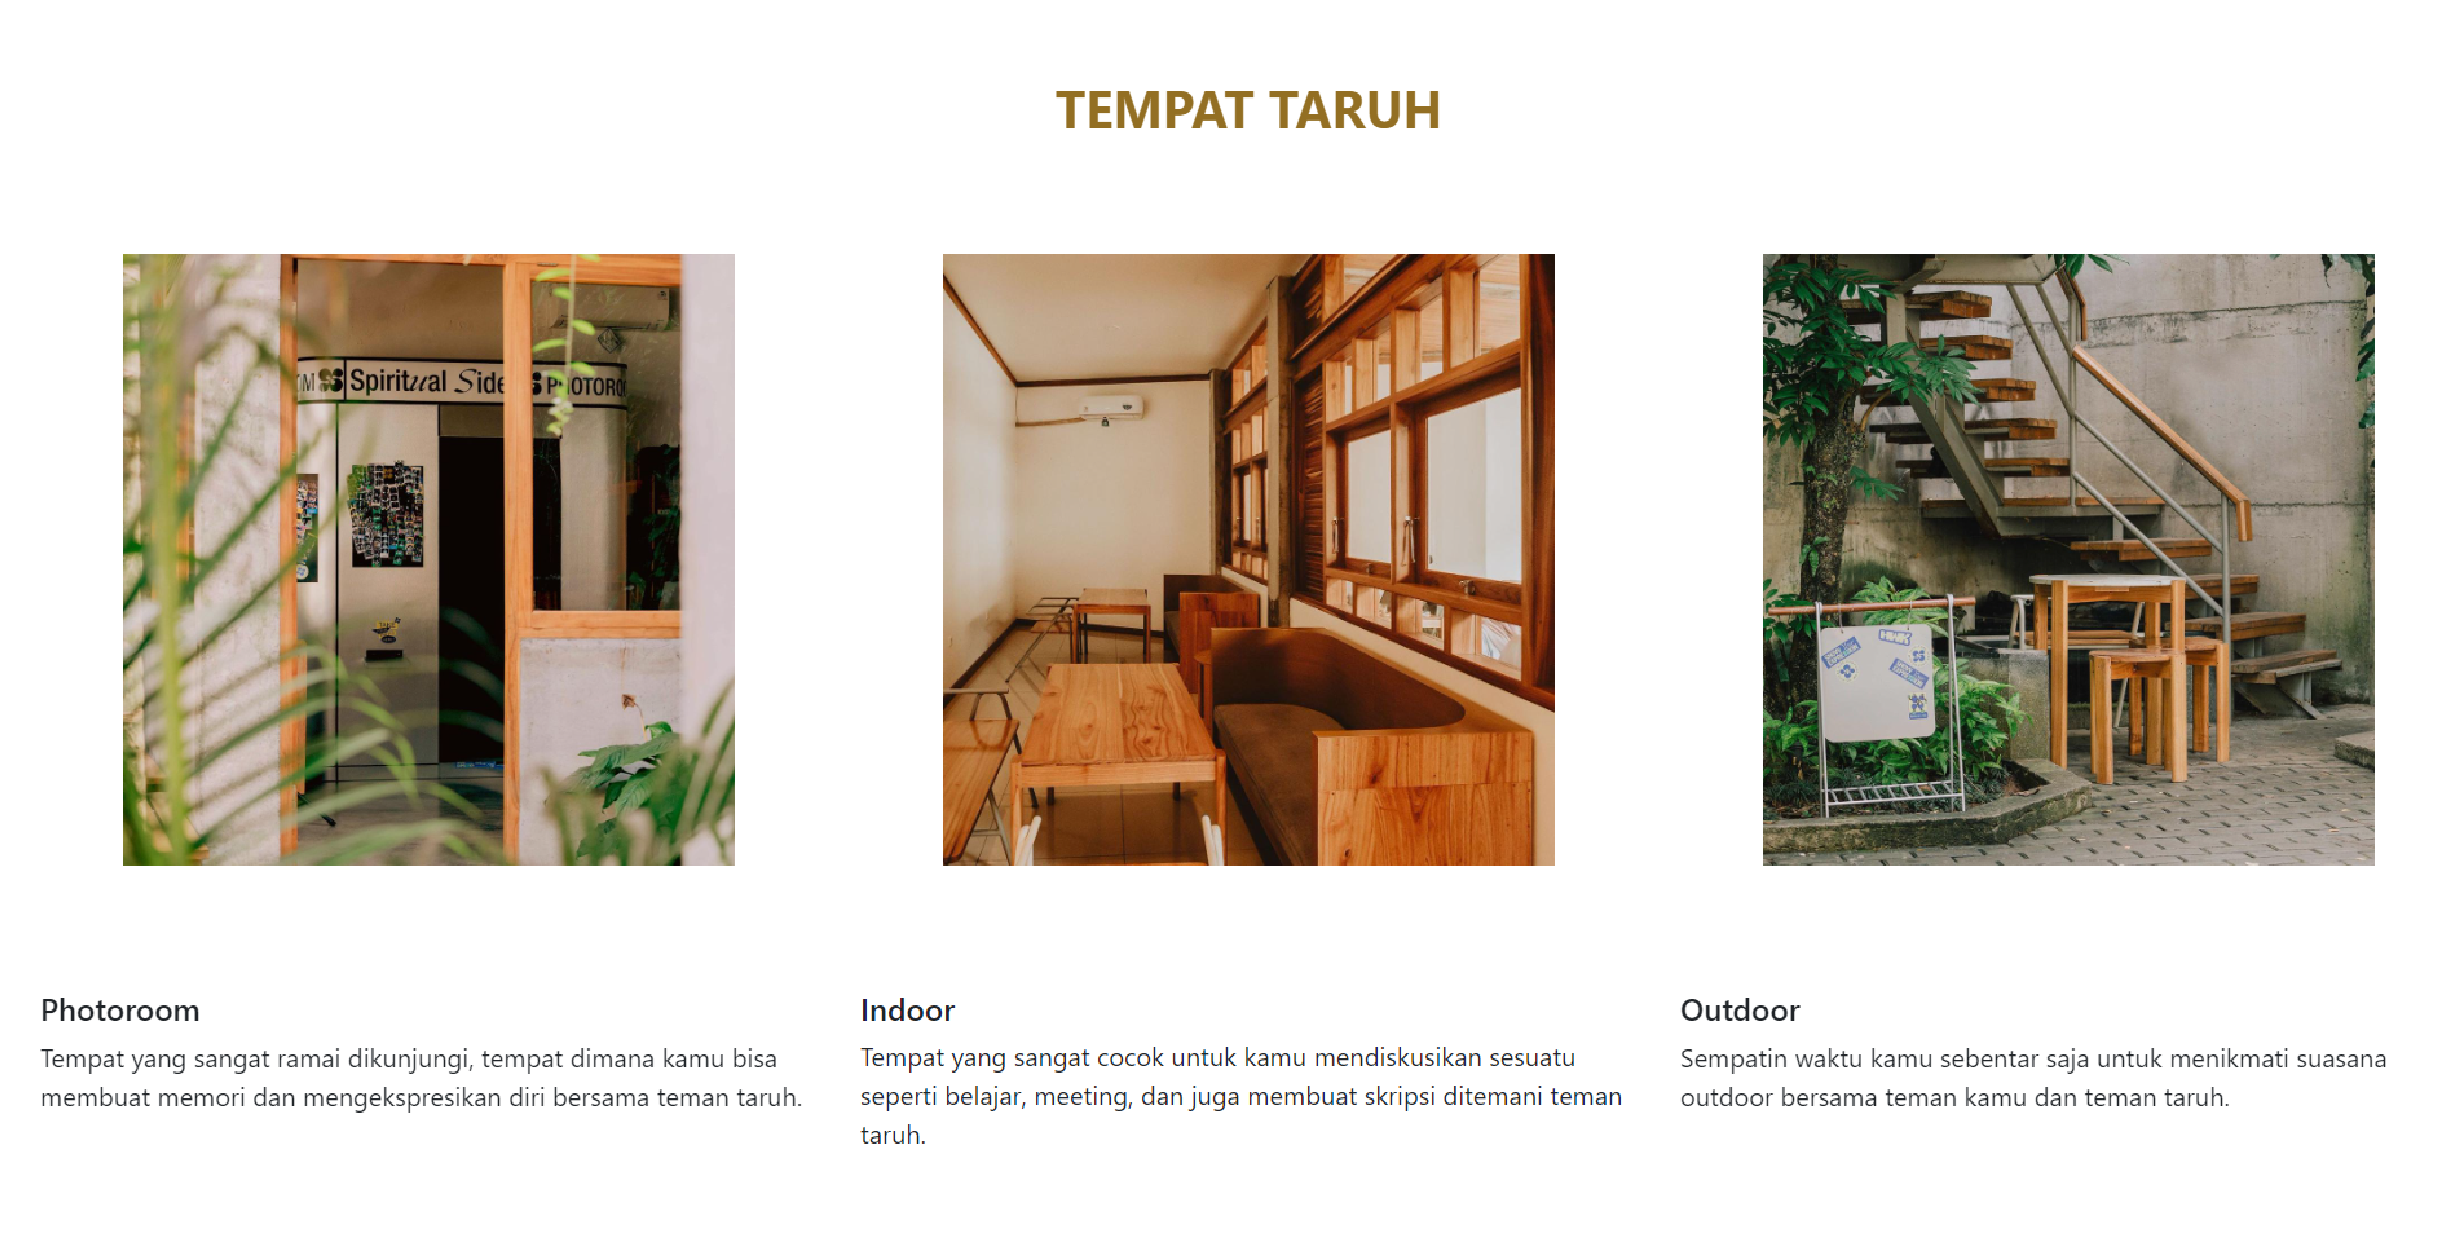 TEMPAT TARUH
Spiritual Side
Photoroom
Tempat yang sangat ramai dikunjungi, tempat dimana kamu bisa
membuat memori dan mengekspresikan diri bersama teman taruh.
Indoor
Tempat yang sangat cocok untuk kamu mendiskusikan sesuatu
seperti belajar, meeting, dan juga membuat skripsi ditemani teman
taruh.
Outdoor
Sempatin waktu kamu sebentar saja untuk menikmati suasana
outdoor bersama teman kamu dan teman taruh.